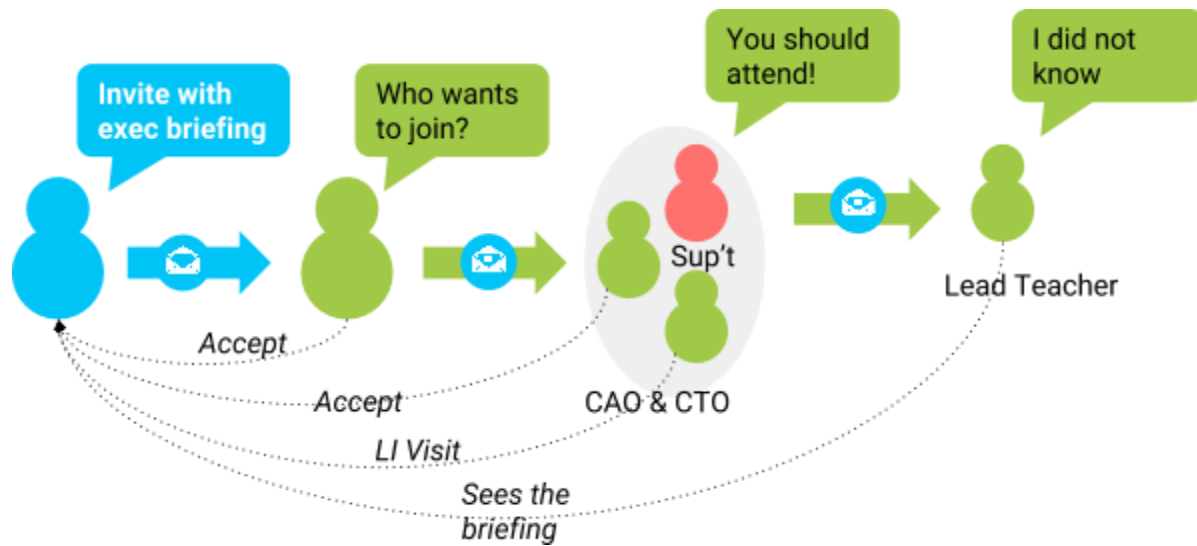 Invite with
exec briefing
Who wants
to join?
You should
attend!
I did not
know
Sup't
Lead Teacher
CAO & CTO
Accept
Accept
LI Visit
Sees the
briefing